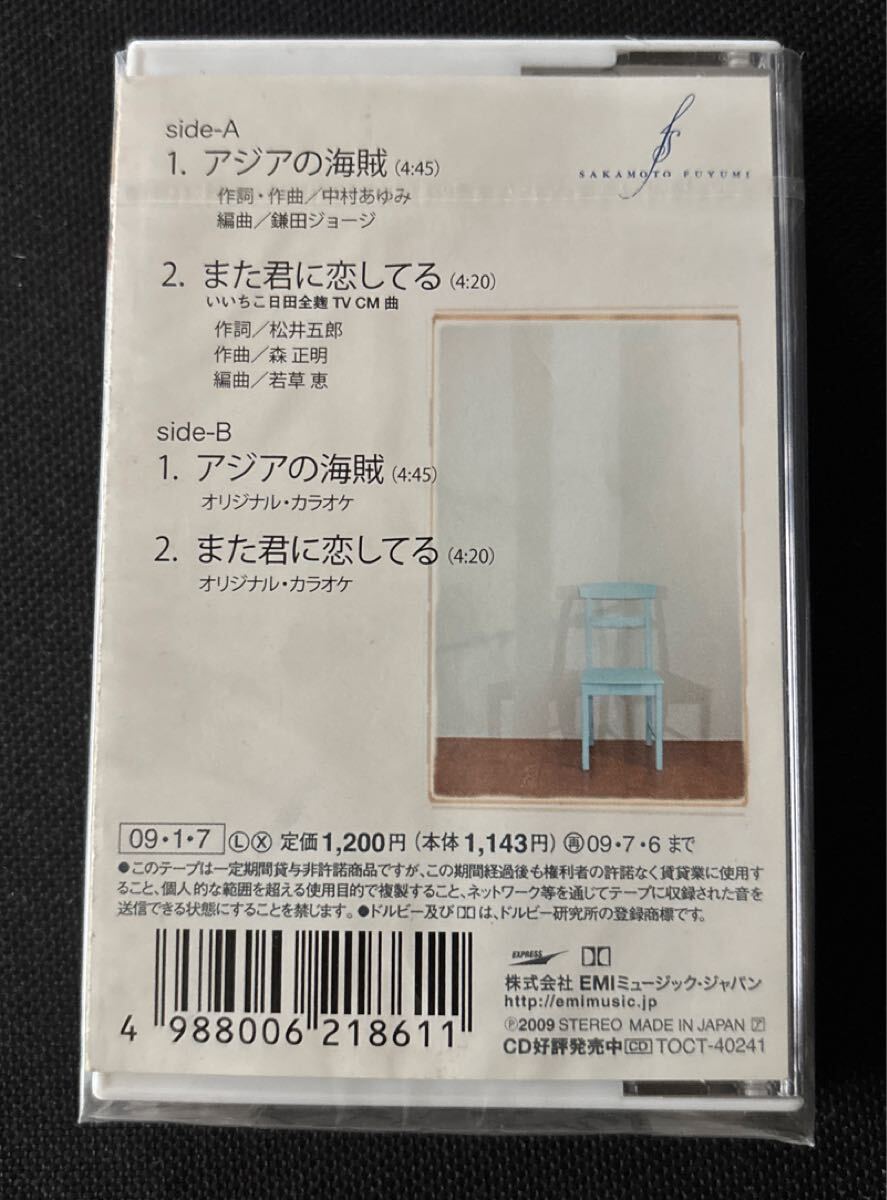 side-A
1. アジアの海賊 (4:45)
作詞・作曲／中村あゆみ
編曲／鎌田ジョージ
2. また君に恋してる (4:20)
いいちこ日田全麹 TV CM 曲
作詞／松井五郎
作曲／森 正明
編曲／若草 恵
SAKAMOTO FUYUMI
side-B
1. アジアの海賊 (4:45)
オリジナル・カラオケ
2. また君に恋してる (4:20)
オリジナル・カラオケ
09・1・7 Ⓛ Ⓧ 定価1,200円 (本体1,143円) ㊞09・7・6 まで
●このテープは一定期間貸与非許諾商品ですが、この期間経過後も権利者の許諾なく賃貸業に使用す
ること、個人的な範囲を超える使用目的で複製すること、ネットワーク等を通じてテープに収録された音を
送信できる状態にすることを禁じます。●ドルビー及びは、ドルビー研究所の登録商標です。
EXPRESS
株式会社 EMIミュージック・ジャパン
http://emimusic.jp
℗2009 STEREO MADE IN JAPAN ア
CD好評発売中 CD TOCT-40241
4 988006 218611